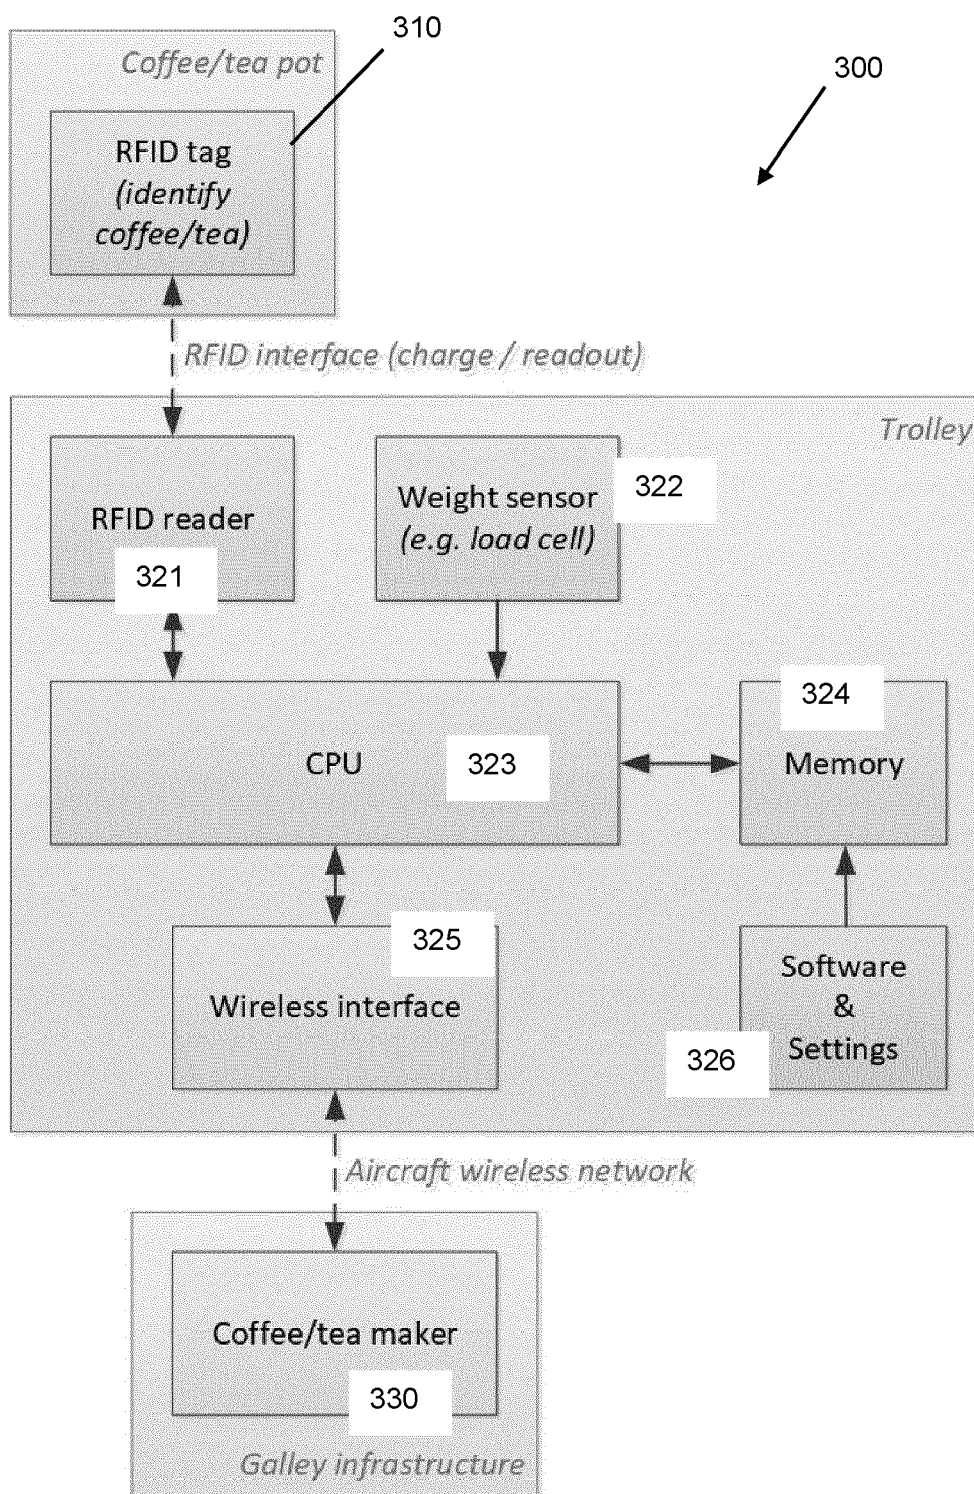 310
Coffee/tea pot
300
RFID tag
(identify
coffee/tea)
RFID interface (charge / readout)
Trolley
RFID reader
321
Weight sensor
(e.g. load cell)
322
CPU
323
324
Memory
325
Wireless interface
Software
&
Settings
326
Aircraft wireless network
Coffee/tea maker
330
Galley infrastructure